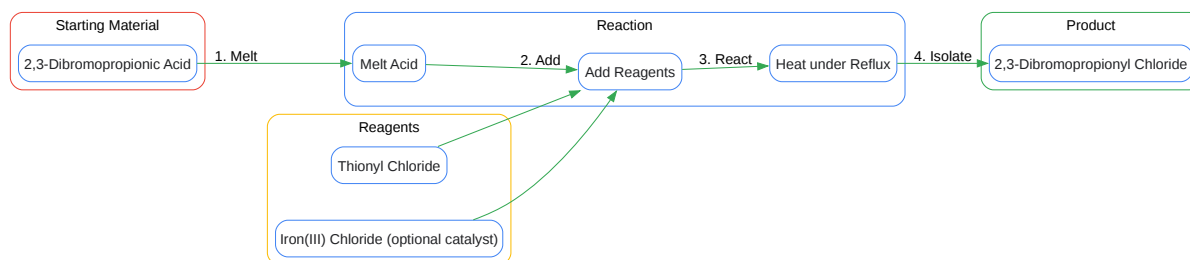 Starting Material
2,3-Dibromopropionic Acid
1. Melt
Reaction
Melt Acid
2. Add
Add Reagents
3. React
Heat under Reflux
4. Isolate
Product
2,3-Dibromopropionyl Chloride
Reagents
Thionyl Chloride
Iron(III) Chloride (optional catalyst)